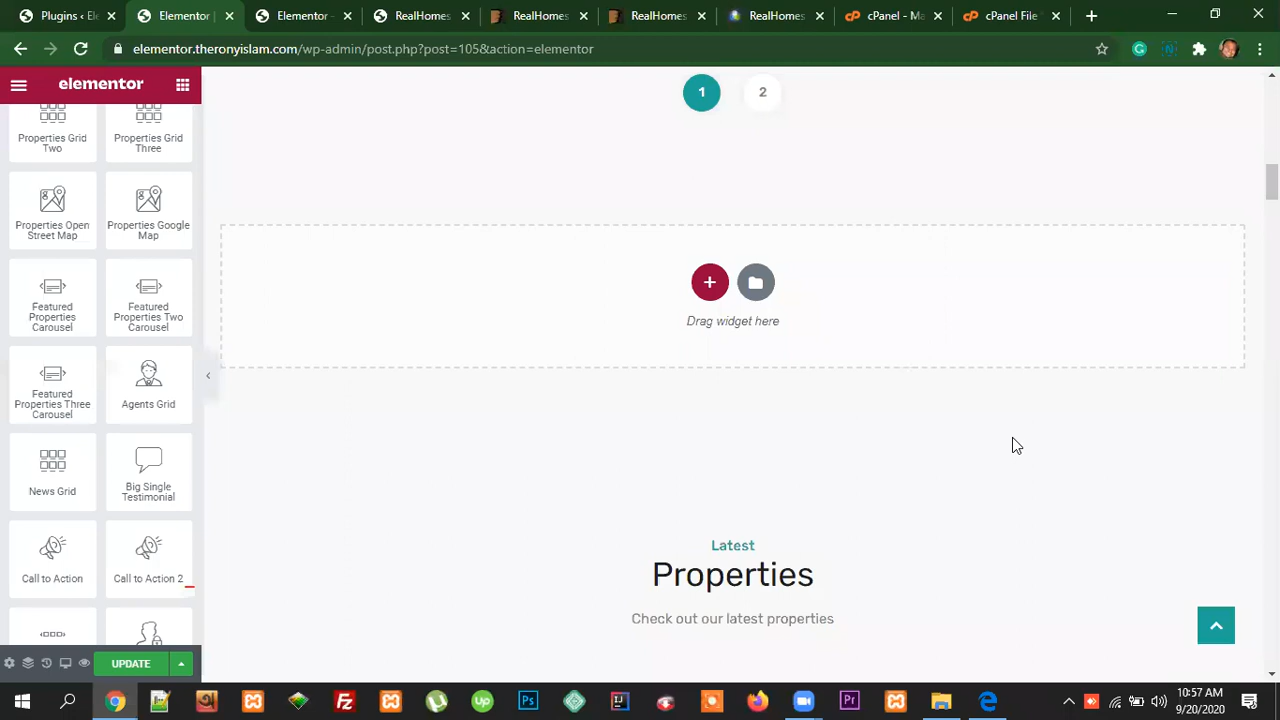 Plugins ‹ Ele
Elementor |
Elementor -
RealHomes
RealHomes
RealHomes
RealHomes
cPanel - Ma
cPanel File
elementor.theronyislam.com/wp-admin/post.php?post=105&action=elementor
elementor
Properties Grid
Two
Properties Grid
Three
Properties Open
Street Map
Properties Google
Map
Featured
Properties
Carousel
Featured
Properties Two
Carousel
Featured
Properties Three
Carousel
Agents Grid
News Grid
Big Single
Testimonial
Call to Action
Call to Action 2
UPDATE
1
2
Drag widget here
Latest
Properties
Check out our latest properties
10:57 AM
9/20/2020